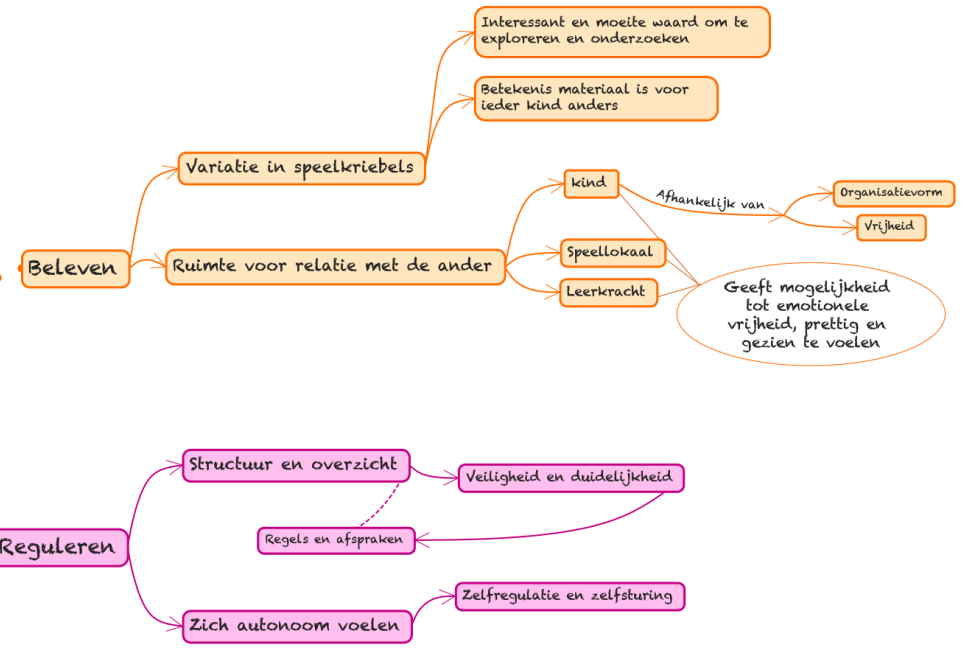 Interessant en moeite waard om te
exploreren en onderzoeken
Betekenis materiaal is voor
ieder kind anders
Variatie in speelkriebels
kind
Afhankelijk van
Organisatievorm
Vrijheid
Beleven
Ruimte voor relatie met de ander
Speellokaal
Leerkracht
Geeft mogelijkheid
tot emotionele
vrijheid, prettig en
gezien te voelen
Structuur en overzicht
Veiligheid en duidelijkheid
Regels en afspraken
Reguleren
Zelfregulatie en zelfsturing
Zich autonoom voelen